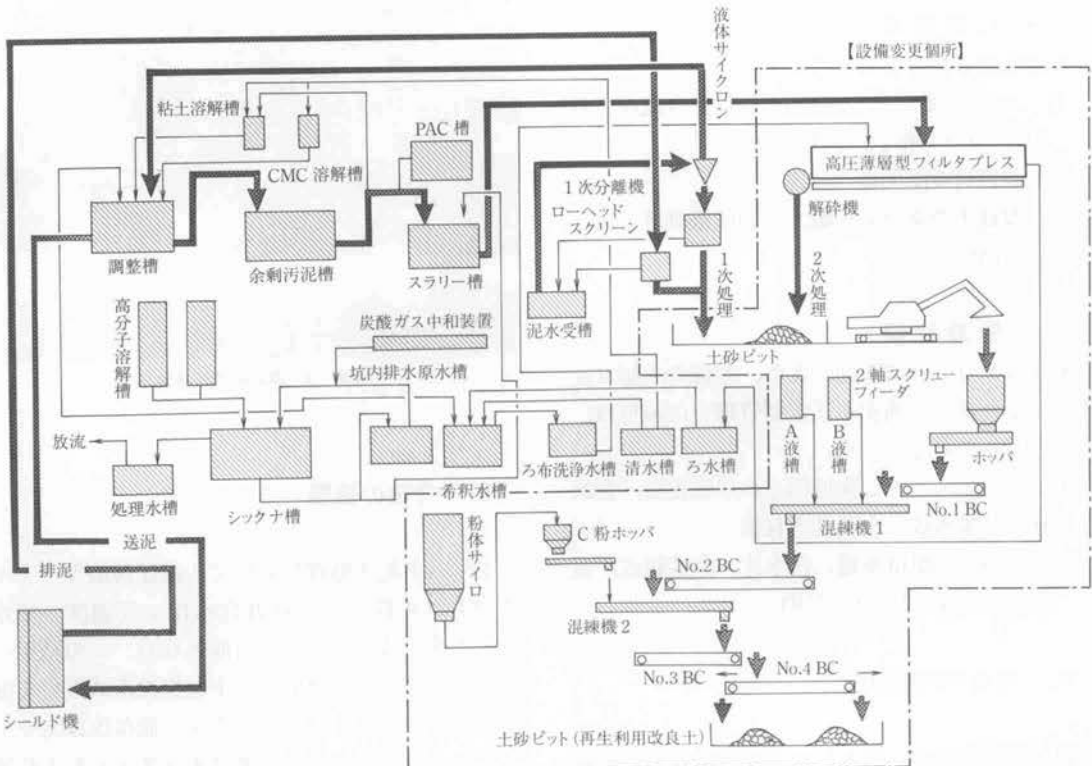 液体サイクロン
【設備変更個所】
粘土溶解槽
PAC 槽
CMC 溶解槽
1次分離機
ローヘッド
スクリーン
高圧薄層型フィルタプレス
解砕機
調整槽
余剰汚泥槽
スラリー槽
1次処理
2次処理
泥水受槽
高分子溶解槽
炭酸ガス中和装置
土砂ピット
坑内排水原水槽
2軸スクリュー
フィーダ
A液槽
B液槽
放流
ろ布洗浄水槽
清水槽
ろ水槽
ホッパ
処理水槽
シックナ槽
希釈水槽
No.1 BC
混練機1
送泥
排泥
粉体サイロ
C粉ホッパ
No.2 BC
混練機2
No.3 BC
No.4 BC
シールド機
土砂ピット(再生利用改良土)